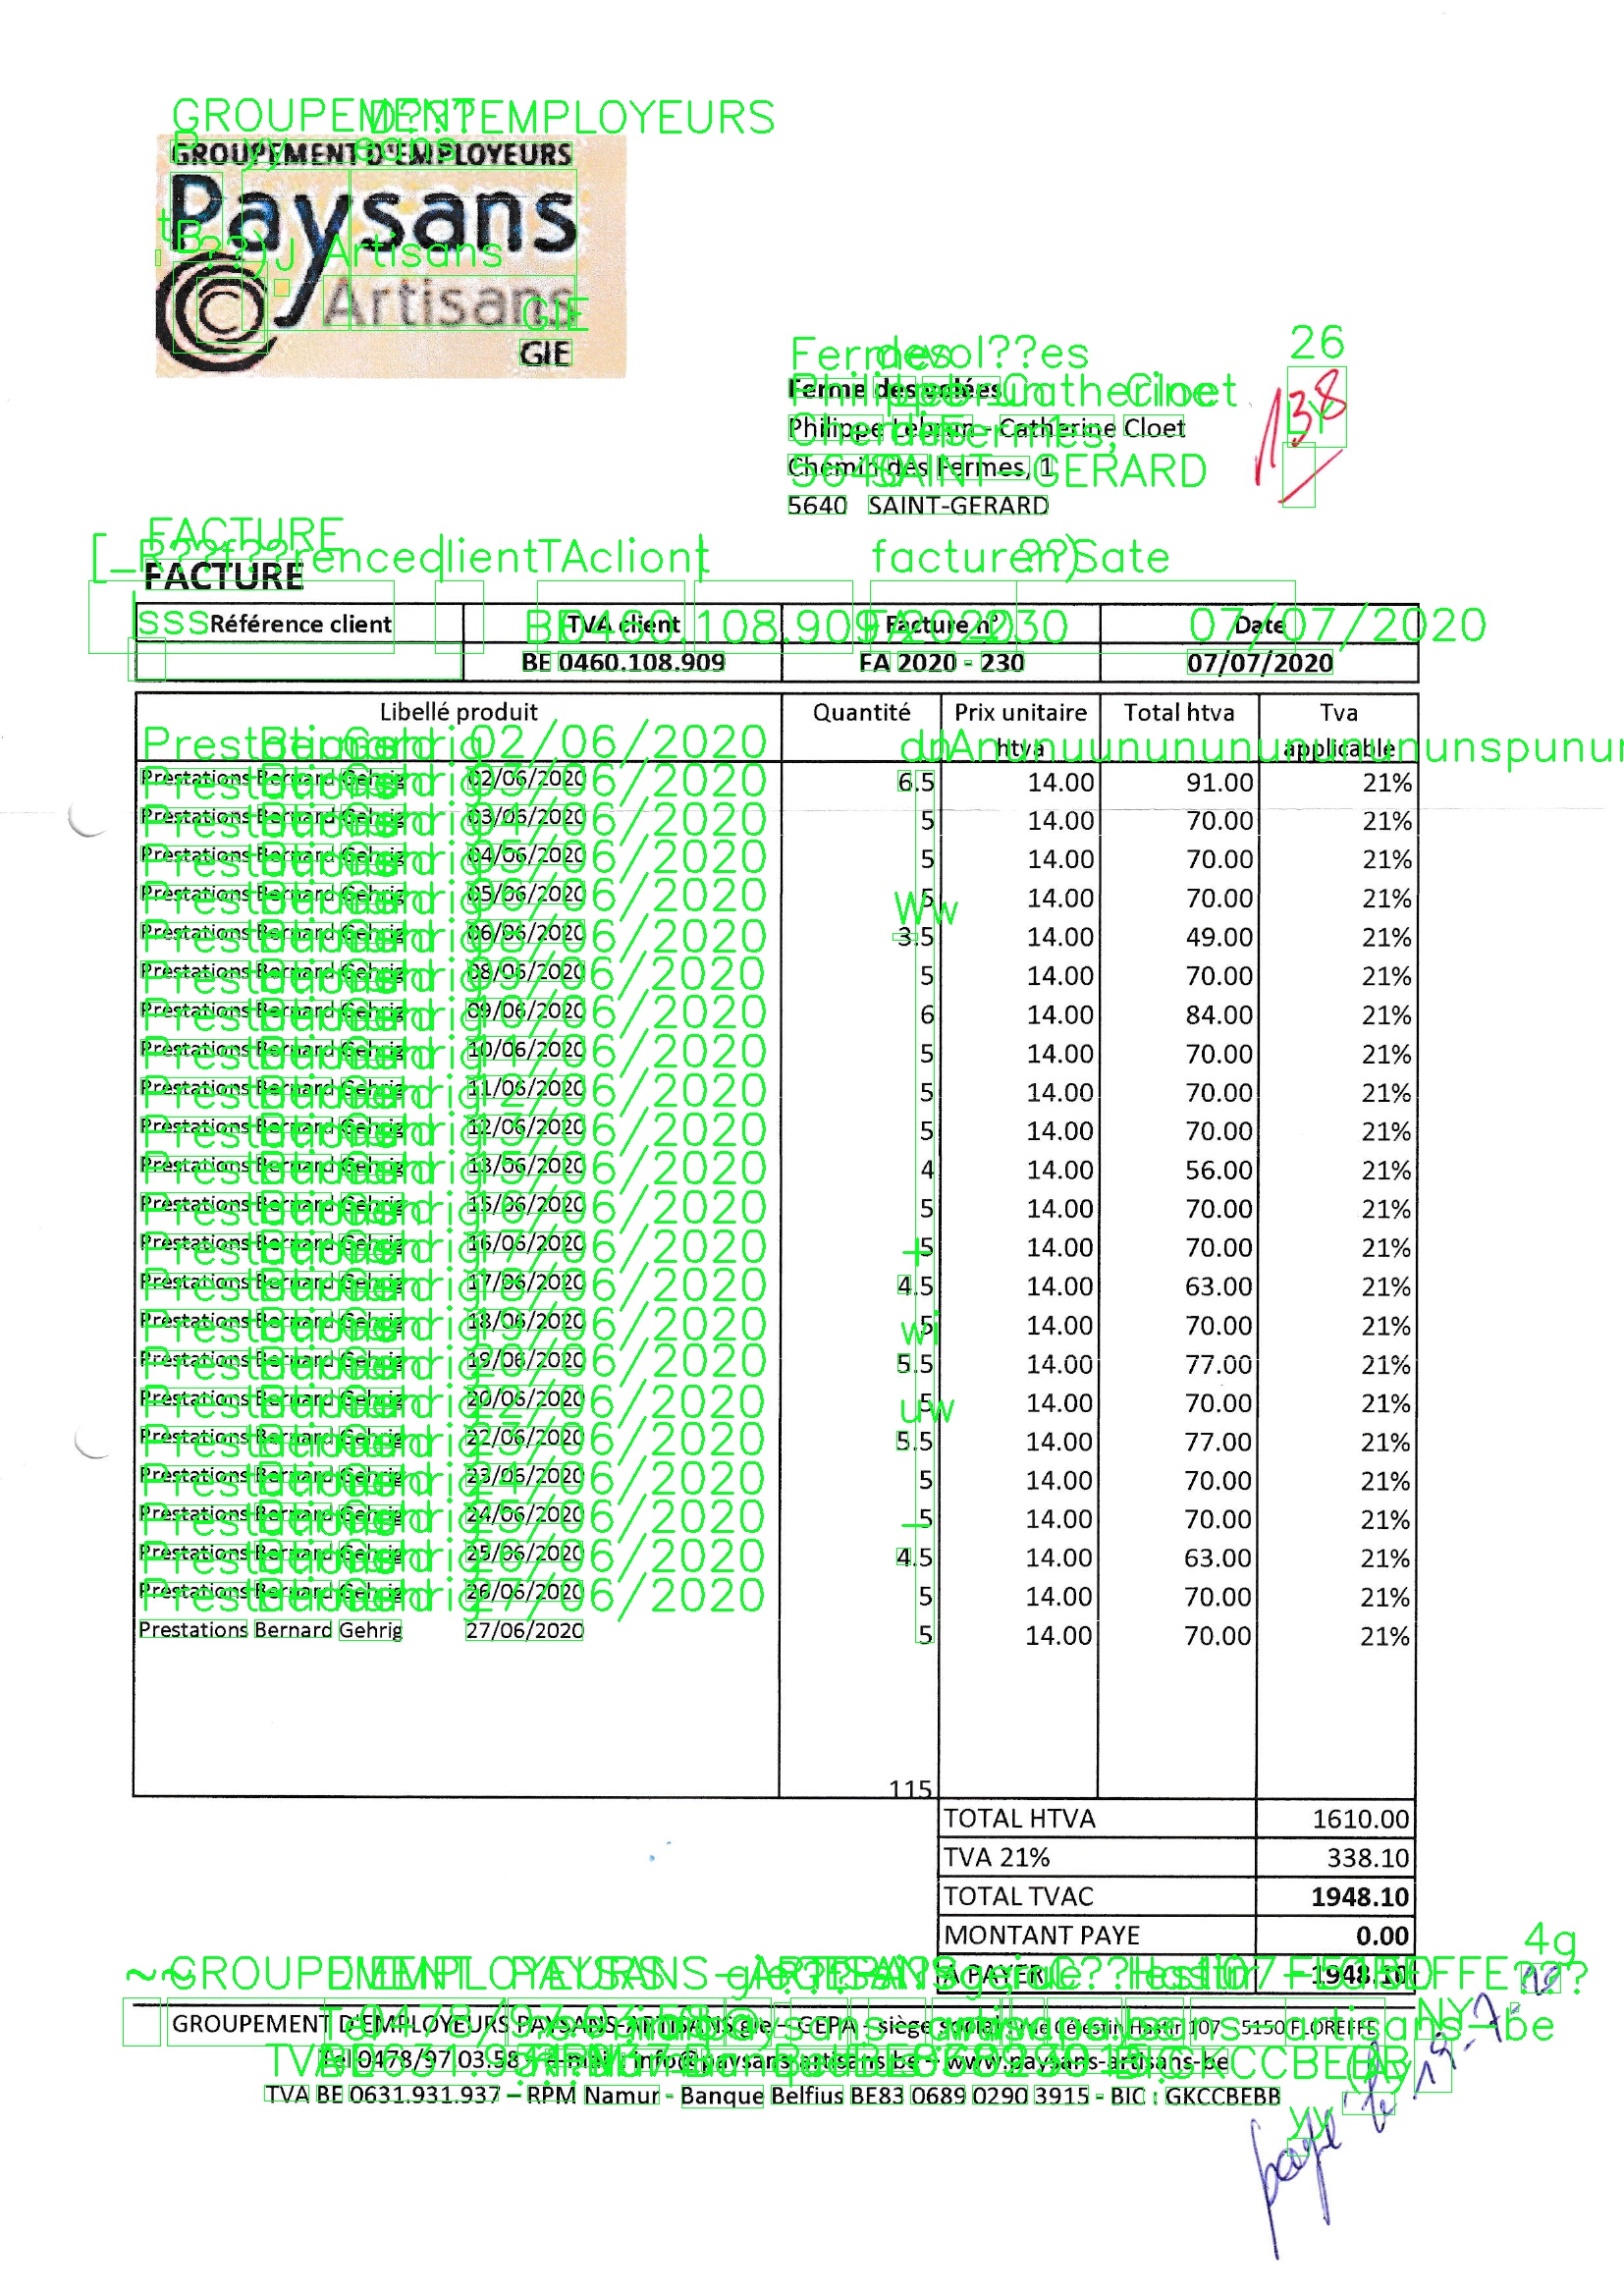 GROUPEMENT D'EMPLOYEURS
Paysans
Artisans
GIE
Ferme des volées
Philippe Lebrun - Catherine Cloet
Chemin des Fermes, 1
5640 SAINT-GERARD
138
FACTURE
Référence client TVA client Facture n° Date
BE 0460.108.909 FA 2020 - 230 07/07/2020
Libellé produit Quantité Prix unitaire htva Total htva Tva applicable
Prestations Bernard Gehrig 02/06/2020 6.5 14.00 91.00 21%
Prestations Bernard Gehrig 03/06/2020 5 14.00 70.00 21%
Prestations Bernard Gehrig 04/06/2020 5 14.00 70.00 21%
Prestations Bernard Gehrig 05/06/2020 5 14.00 70.00 21%
Prestations Bernard Gehrig 06/06/2020 3.5 14.00 49.00 21%
Prestations Bernard Gehrig 08/06/2020 5 14.00 70.00 21%
Prestations Bernard Gehrig 09/06/2020 6 14.00 84.00 21%
Prestations Bernard Gehrig 10/06/2020 5 14.00 70.00 21%
Prestations Bernard Gehrig 11/06/2020 5 14.00 70.00 21%
Prestations Bernard Gehrig 12/06/2020 5 14.00 70.00 21%
Prestations Bernard Gehrig 13/06/2020 4 14.00 56.00 21%
Prestations Bernard Gehrig 15/06/2020 5 14.00 70.00 21%
Prestations Bernard Gehrig 16/06/2020 5 14.00 70.00 21%
Prestations Bernard Gehrig 17/06/2020 4.5 14.00 63.00 21%
Prestations Bernard Gehrig 18/06/2020 5 14.00 70.00 21%
Prestations Bernard Gehrig 19/06/2020 5.5 14.00 77.00 21%
Prestations Bernard Gehrig 20/06/2020 5 14.00 70.00 21%
Prestations Bernard Gehrig 22/06/2020 5.5 14.00 77.00 21%
Prestations Bernard Gehrig 23/06/2020 5 14.00 70.00 21%
Prestations Bernard Gehrig 24/06/2020 5 14.00 70.00 21%
Prestations Bernard Gehrig 25/06/2020 4.5 14.00 63.00 21%
Prestations Bernard Gehrig 26/06/2020 5 14.00 70.00 21%
Prestations Bernard Gehrig 27/06/2020 5 14.00 70.00 21%
115
TOTAL HTVA 1610.00
TVA 21% 338.10
TOTAL TVAC 1948.10
MONTANT PAYE 0.00
A PAYER 1948.10
GROUPEMENT D'EMPLOYEURS PAYSANS-ARTISANS gie – GEPA - siège social : rue Célestin Hastir 107 - 5150 FLOREFFE
Tel 0478/97.03.58 – e-mail : info@paysans-artisans.be – www.paysans-artisans-be
TVA BE 0631.931.937 – RPM Namur - Banque Belfius BE83 0689 0290 3915 - BIC : GKCCBEBB
payé le 19-7-20